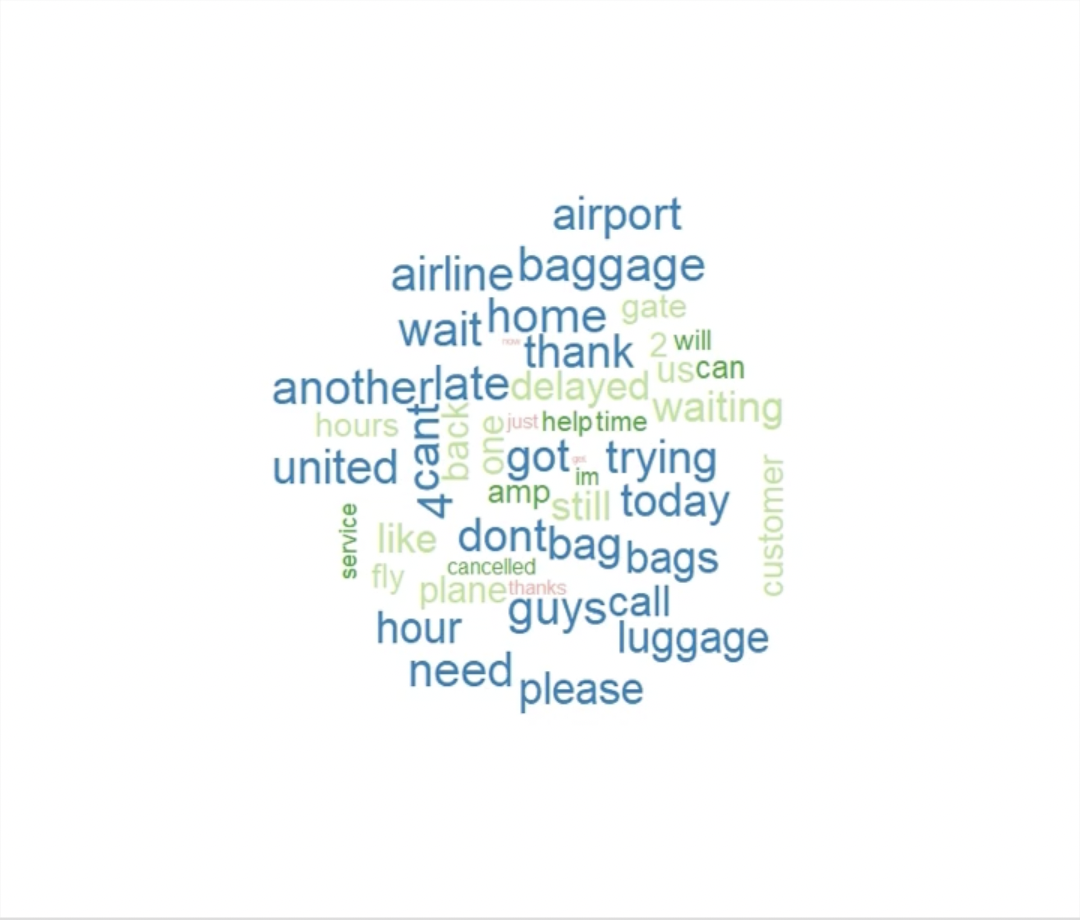 airport
airline baggage
wait home gate
now thank 2 will
us can
another late delayed
waiting
hours cant back one just help time
united got get trying
im
4 amp still today
service like dont bag bags customer
fly cancelled
plane thanks
guys call
hour luggage
need please